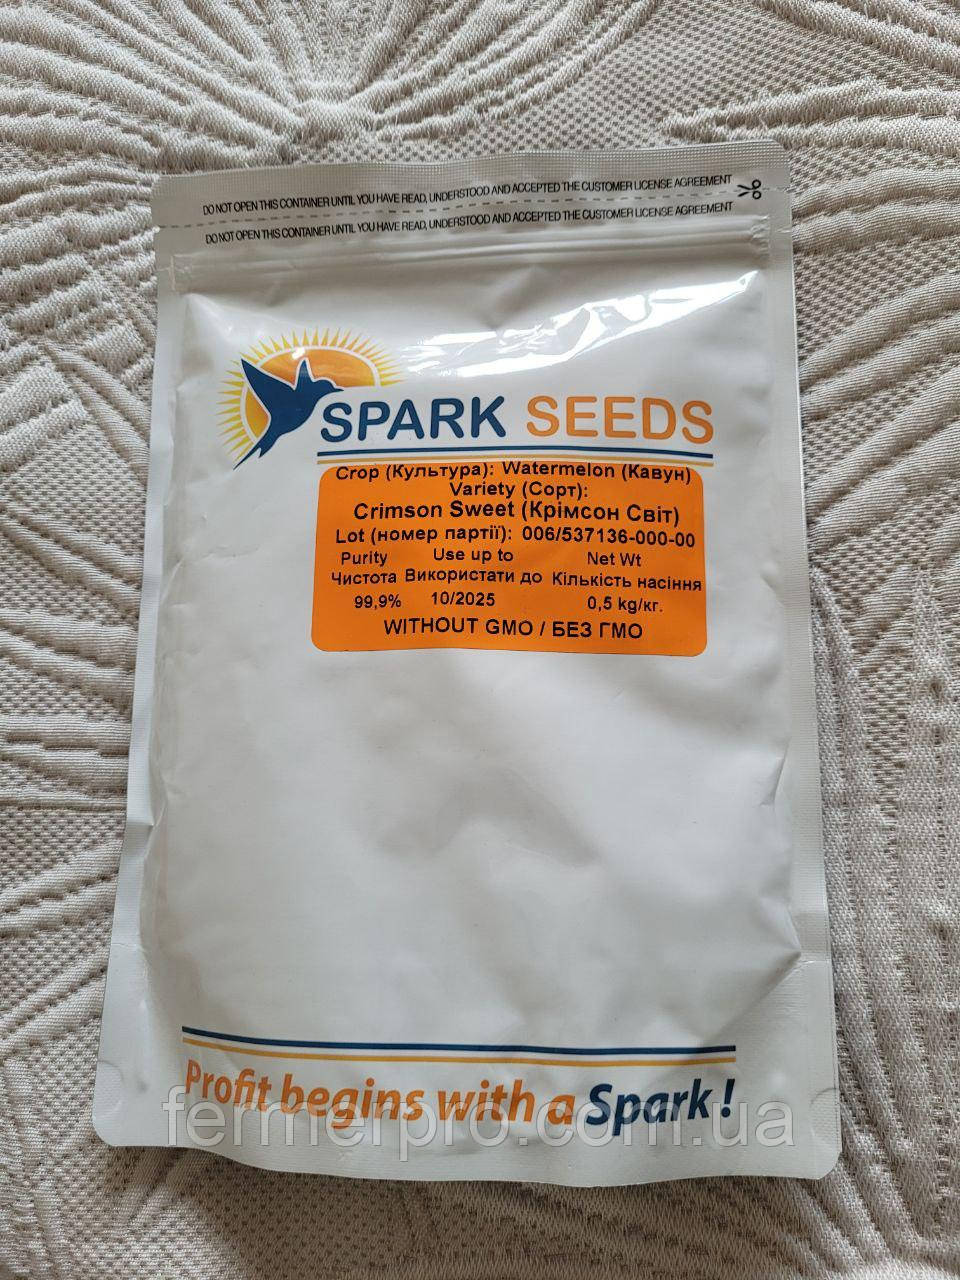 DO NOT OPEN THIS CONTAINER UNTIL YOU HAVE READ, UNDERSTOOD AND ACCEPTED THE CUSTOMER LICENSE AGREEMENT
DO NOT OPEN THIS CONTAINER UNTIL YOU HAVE READ, UNDERSTOOD AND ACCEPTED THE CUSTOMER LICENSE AGREEMENT
SPARK SEEDS
Crop (Культура): Watermelon (Кавун)
Variety (Сорт):
Crimson Sweet (Крімсон Світ)
Lot (номер партії): 006/537136-000-00
Purity Use up to Net Wt
Чистота Використати до Кількість насіння
99,9% 10/2025 0,5 kg/кг.
WITHOUT GMO / БЕЗ ГМО
Profit begins with a Spark!
fermerpro.com.ua